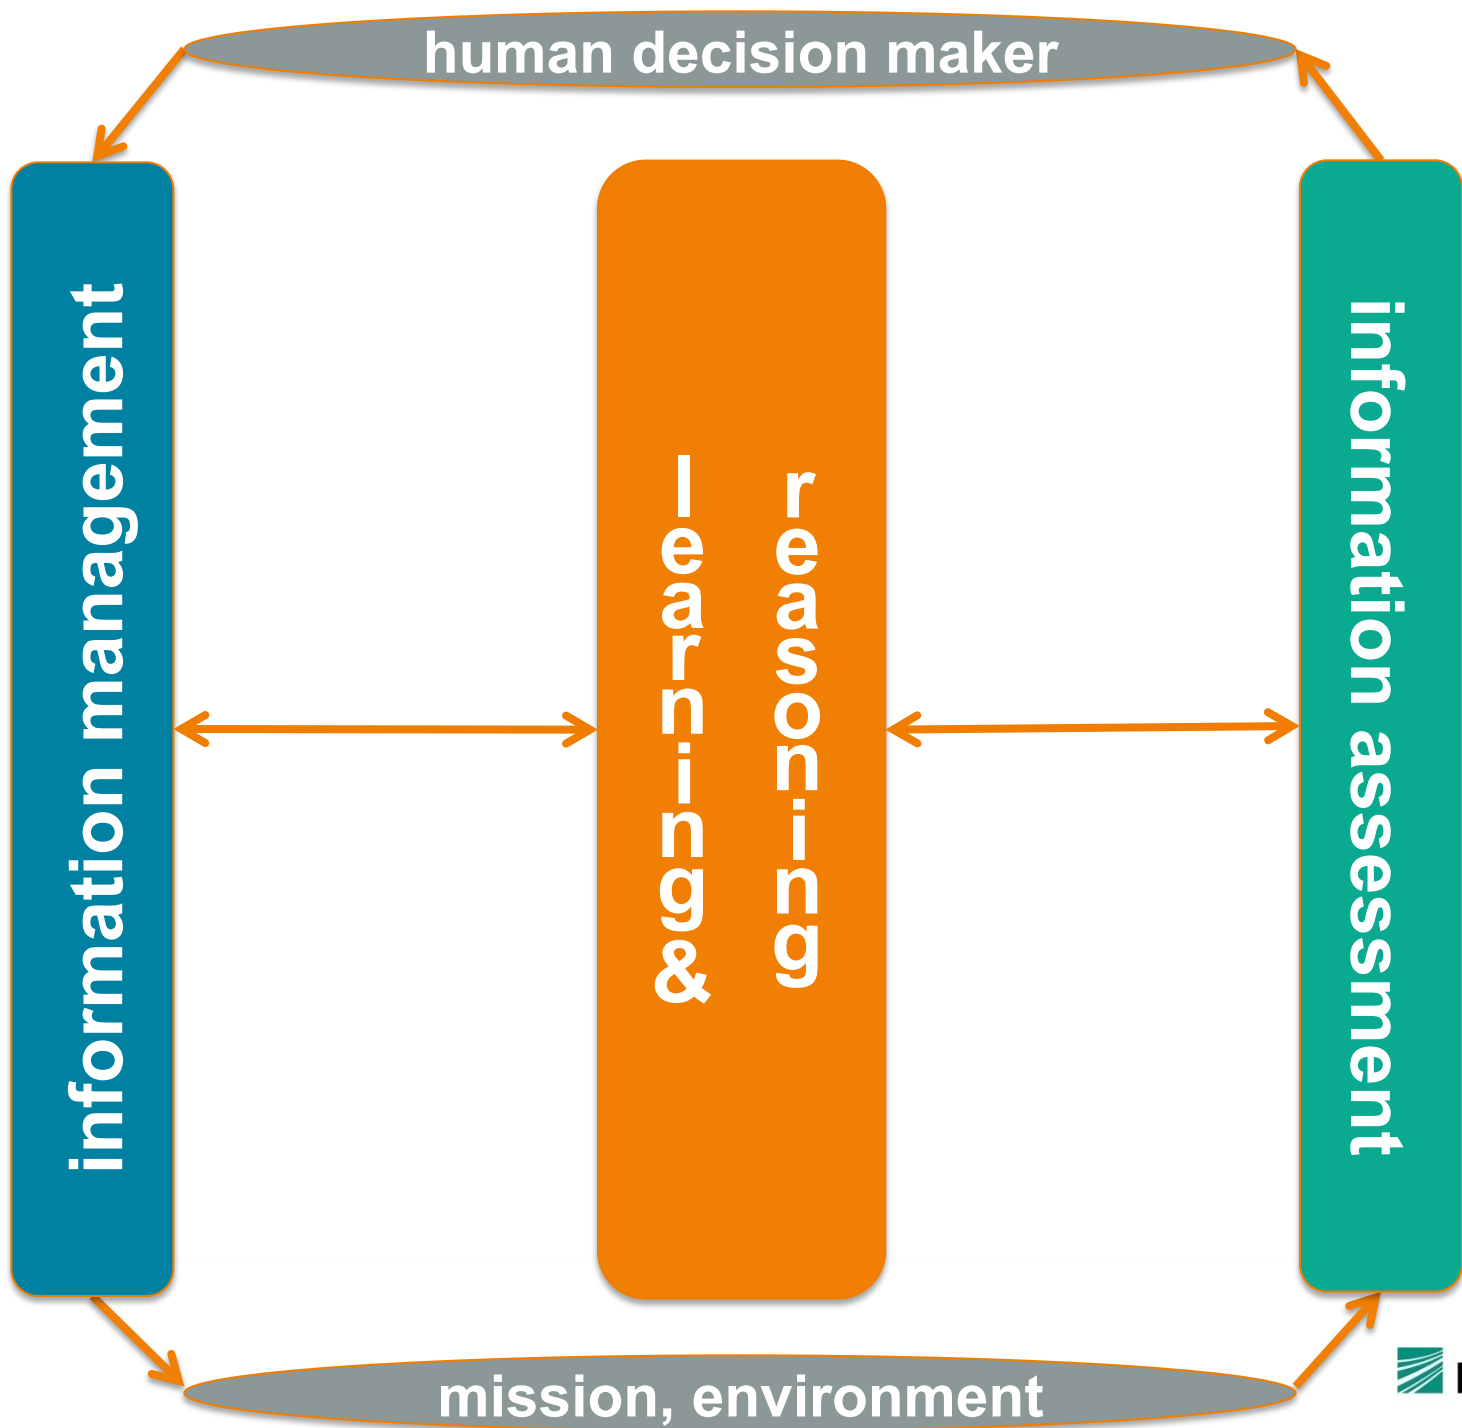 human decision maker
information management
learning&
reasoning
information assessment
mission, environment